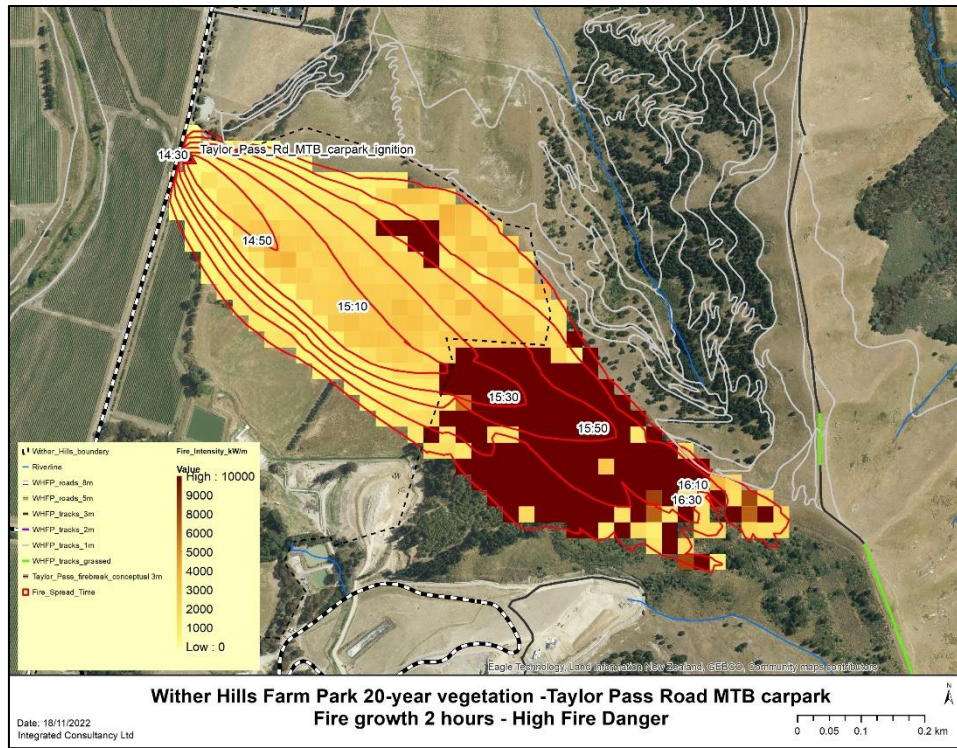 14:30
Taylor_Pass_Rd_MTB_carpark_ignition
14:50
15:10
15:30
15:50
16:10
16:30
Wither_Hills_boundary
Riverline
WHFP_roads_8m
WHFP_roads_5m
WHFP_tracks_3m
WHFP_tracks_2m
WHFP_tracks_1m
WHFP_tracks_grassed
Taylor_Pass_firebreak_conceptual 3m
Fire_Spread_Time
Fire_Intensity_kW/m
Value
High : 10000
9000
8000
7000
6000
5000
4000
3000
2000
1000
Low : 0
Eagle Technology, Land Information New Zealand, GEBCO, Community maps contributors
Wither Hills Farm Park 20-year vegetation -Taylor Pass Road MTB carpark
Fire growth 2 hours - High Fire Danger
Date: 18/11/2022
Integrated Consultancy Ltd
N
0 0.05 0.1 0.2 km